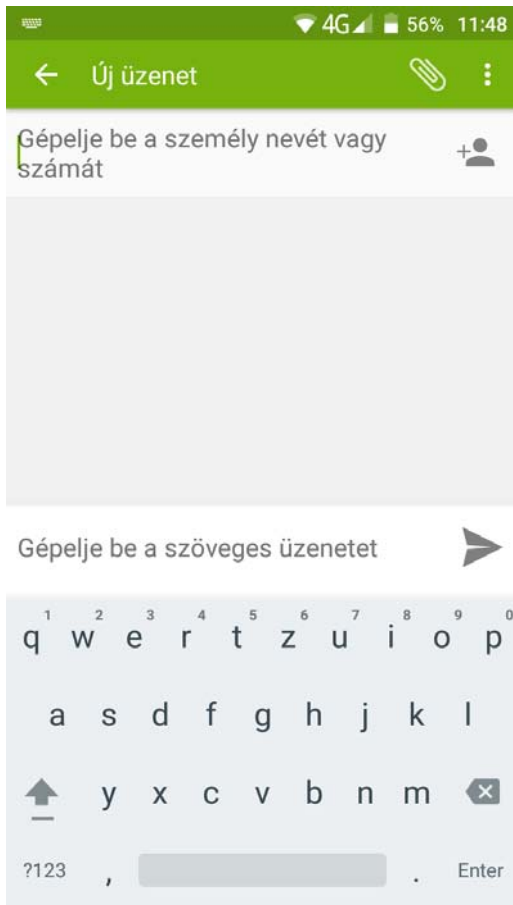 4G 56% 11:48
Új üzenet
Gépelje be a személy nevét vagy
számát
Gépelje be a szöveges üzenetet
1 2 3 4 5 6 7 8 9 0
q w e r t z u i o p
a s d f g h j k l
y x c v b n m
?123 , . Enter